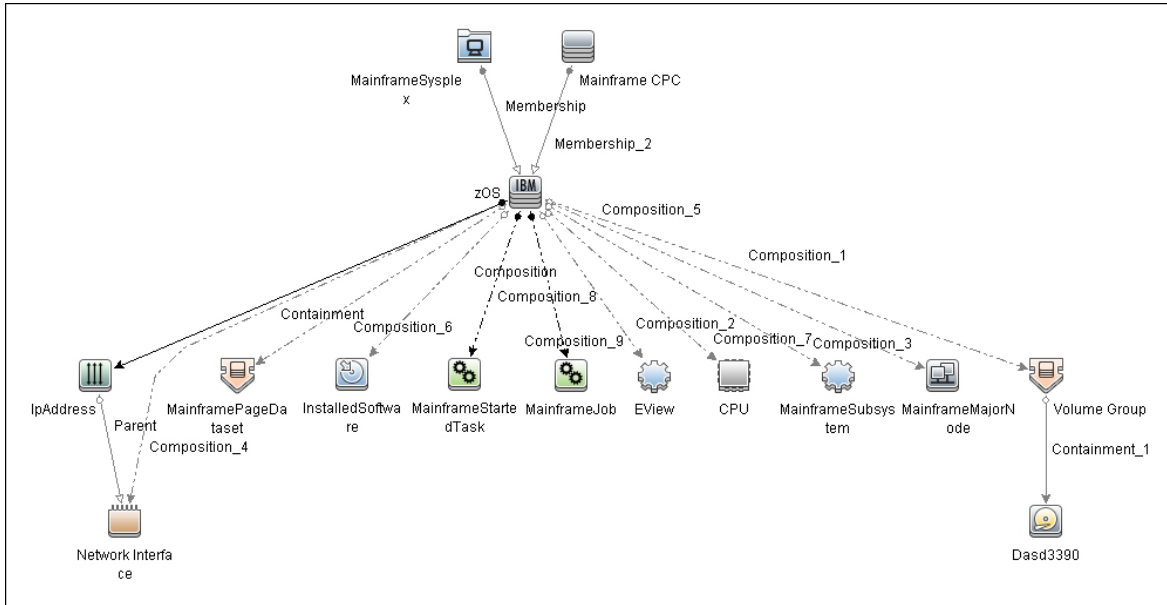 MainframeSysple
x
Mainframe CPC
Membership
Membership_2
IBM
zOS
Composition_5
Composition_1
Composition
Containment
Composition_8
Composition_6
Composition_2
Composition_7
Composition_3
Composition_9
IpAddress
MainframePageDa
taset
InstalledSoftwa
re
MainframeStarte
dTask
MainframeJob
EView
CPU
MainframeSubsys
tem
MainframeMajorN
ode
Volume Group
Parent
Composition_4
Containment_1
Network Interfa
ce
Dasd3390